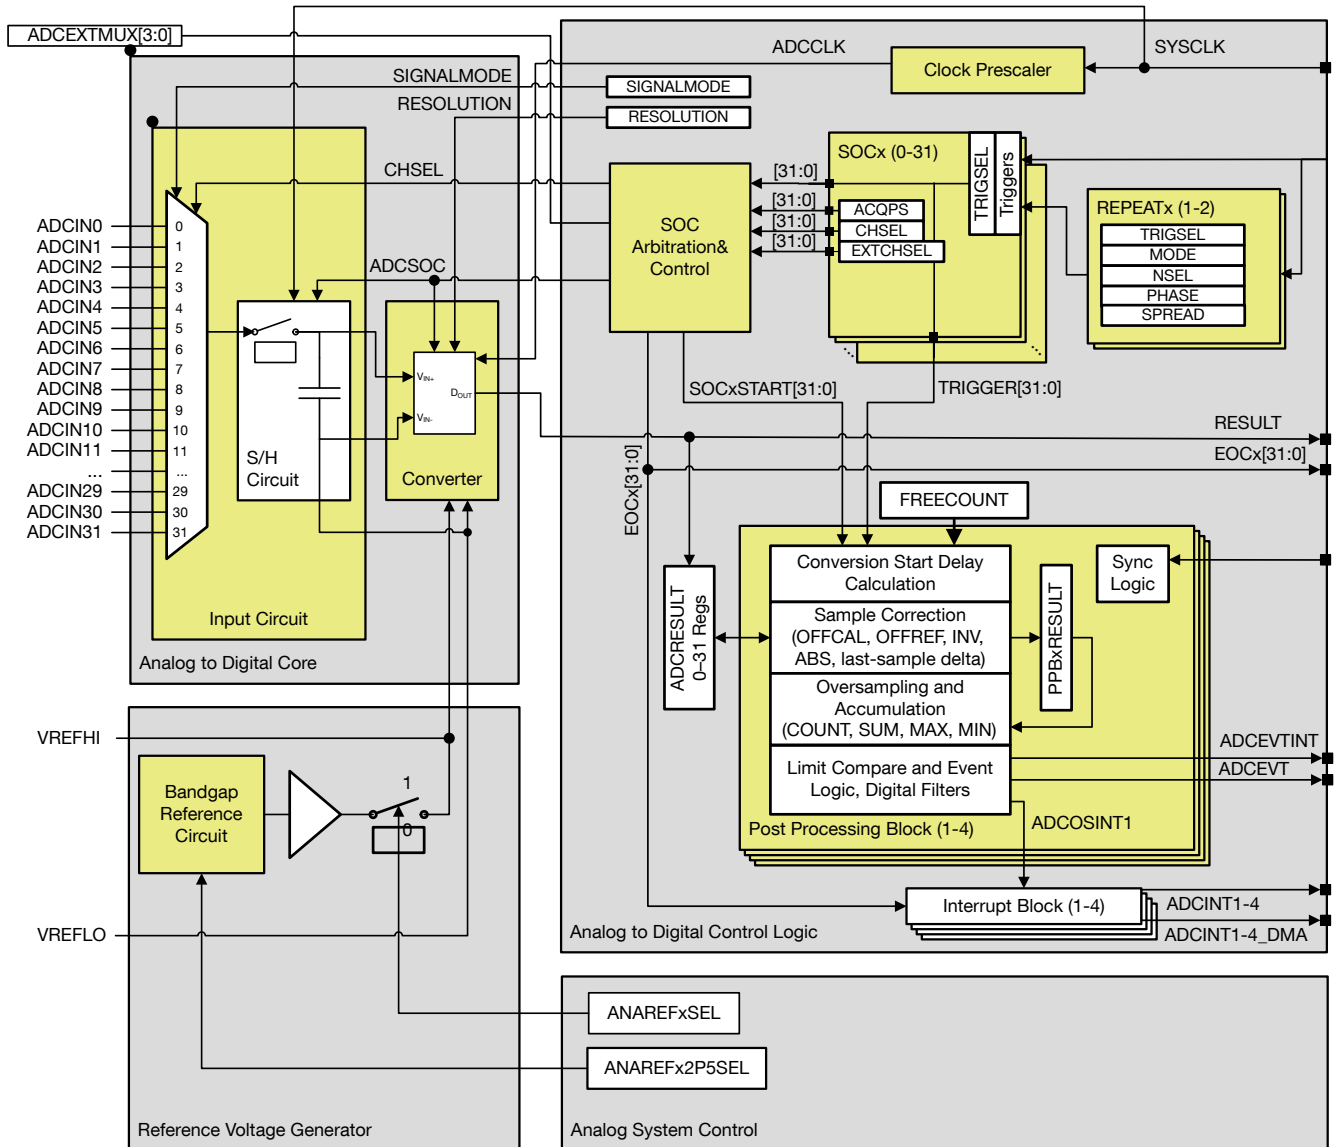 ADCEXTMUX[3:0]
ADCCLK
SYSCLK
Clock Prescaler
SIGNALMODE
SIGNALMODE
RESOLUTION
RESOLUTION
CHSEL
SOC
Arbitration&
Control
[31:0]
[31:0]
[31:0]
[31:0]
SOCx (0-31)
TRIGSEL
Triggers
ACQPS
CHSEL
EXTCHSEL
REPEATx (1-2)
TRIGSEL
MODE
NSEL
PHASE
SPREAD
ADCIN0
ADCIN1
ADCIN2
ADCIN3
ADCIN4
ADCIN5
ADCIN6
ADCIN7
ADCIN8
ADCIN9
ADCIN10
ADCIN11
...
ADCIN29
ADCIN30
ADCIN31
0
1
2
3
4
5
6
7
8
9
10
11
...
29
30
31
ADCSOC
S/H
Circuit
VIN+
VIN-
DOUT
Converter
Input Circuit
Analog to Digital Core
SOCxSTART[31:0]
TRIGGER[31:0]
EOCx[31:0]
RESULT
EOCx[31:0]
FREECOUNT
ADCRESULT
0–31 Regs
Conversion Start Delay
Calculation
Sample Correction
(OFFCAL, OFFREF, INV,
ABS, last-sample delta)
Oversampling and
Accumulation
(COUNT, SUM, MAX, MIN)
Limit Compare and Event
Logic, Digital Filters
PPBxRESULT
Sync
Logic
Post Processing Block (1-4)
ADCEVTINT
ADCEVT
ADCOSINT1
Interrupt Block (1-4)
ADCINT1-4
ADCINT1-4_DMA
Analog to Digital Control Logic
VREFHI
Bandgap
Reference
Circuit
1
0
VREFLO
Reference Voltage Generator
ANAREFxSEL
ANAREFx2P5SEL
Analog System Control